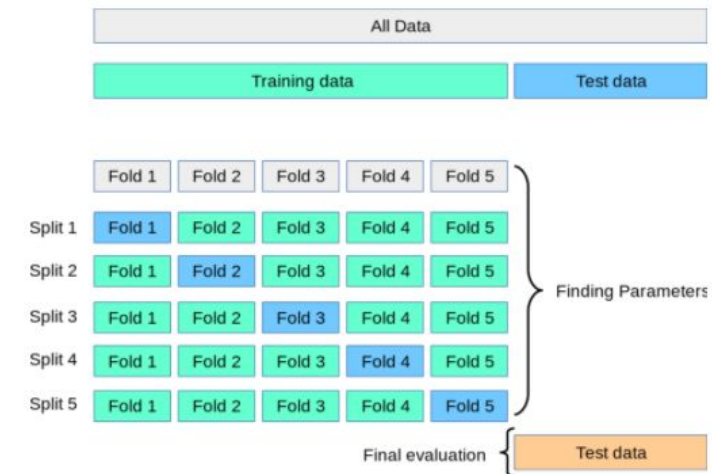 All Data
Training data Test data
Fold 1 Fold 2 Fold 3 Fold 4 Fold 5
Split 1 Fold 1 Fold 2 Fold 3 Fold 4 Fold 5
Split 2 Fold 1 Fold 2 Fold 3 Fold 4 Fold 5
Finding Parameters
Split 3 Fold 1 Fold 2 Fold 3 Fold 4 Fold 5
Split 4 Fold 1 Fold 2 Fold 3 Fold 4 Fold 5
Split 5 Fold 1 Fold 2 Fold 3 Fold 4 Fold 5
Final evaluation Test data